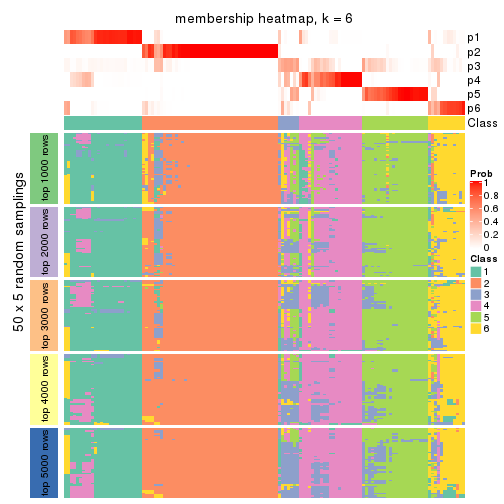 membership heatmap, k = 6
p1
p2
p3
p4
p5
p6
Class
50 x 5 random samplings
top 1000 rows
top 2000 rows
top 3000 rows
top 4000 rows
top 5000 rows
Prob
1
0.8
0.6
0.4
0.2
0
Class
1
2
3
4
5
6